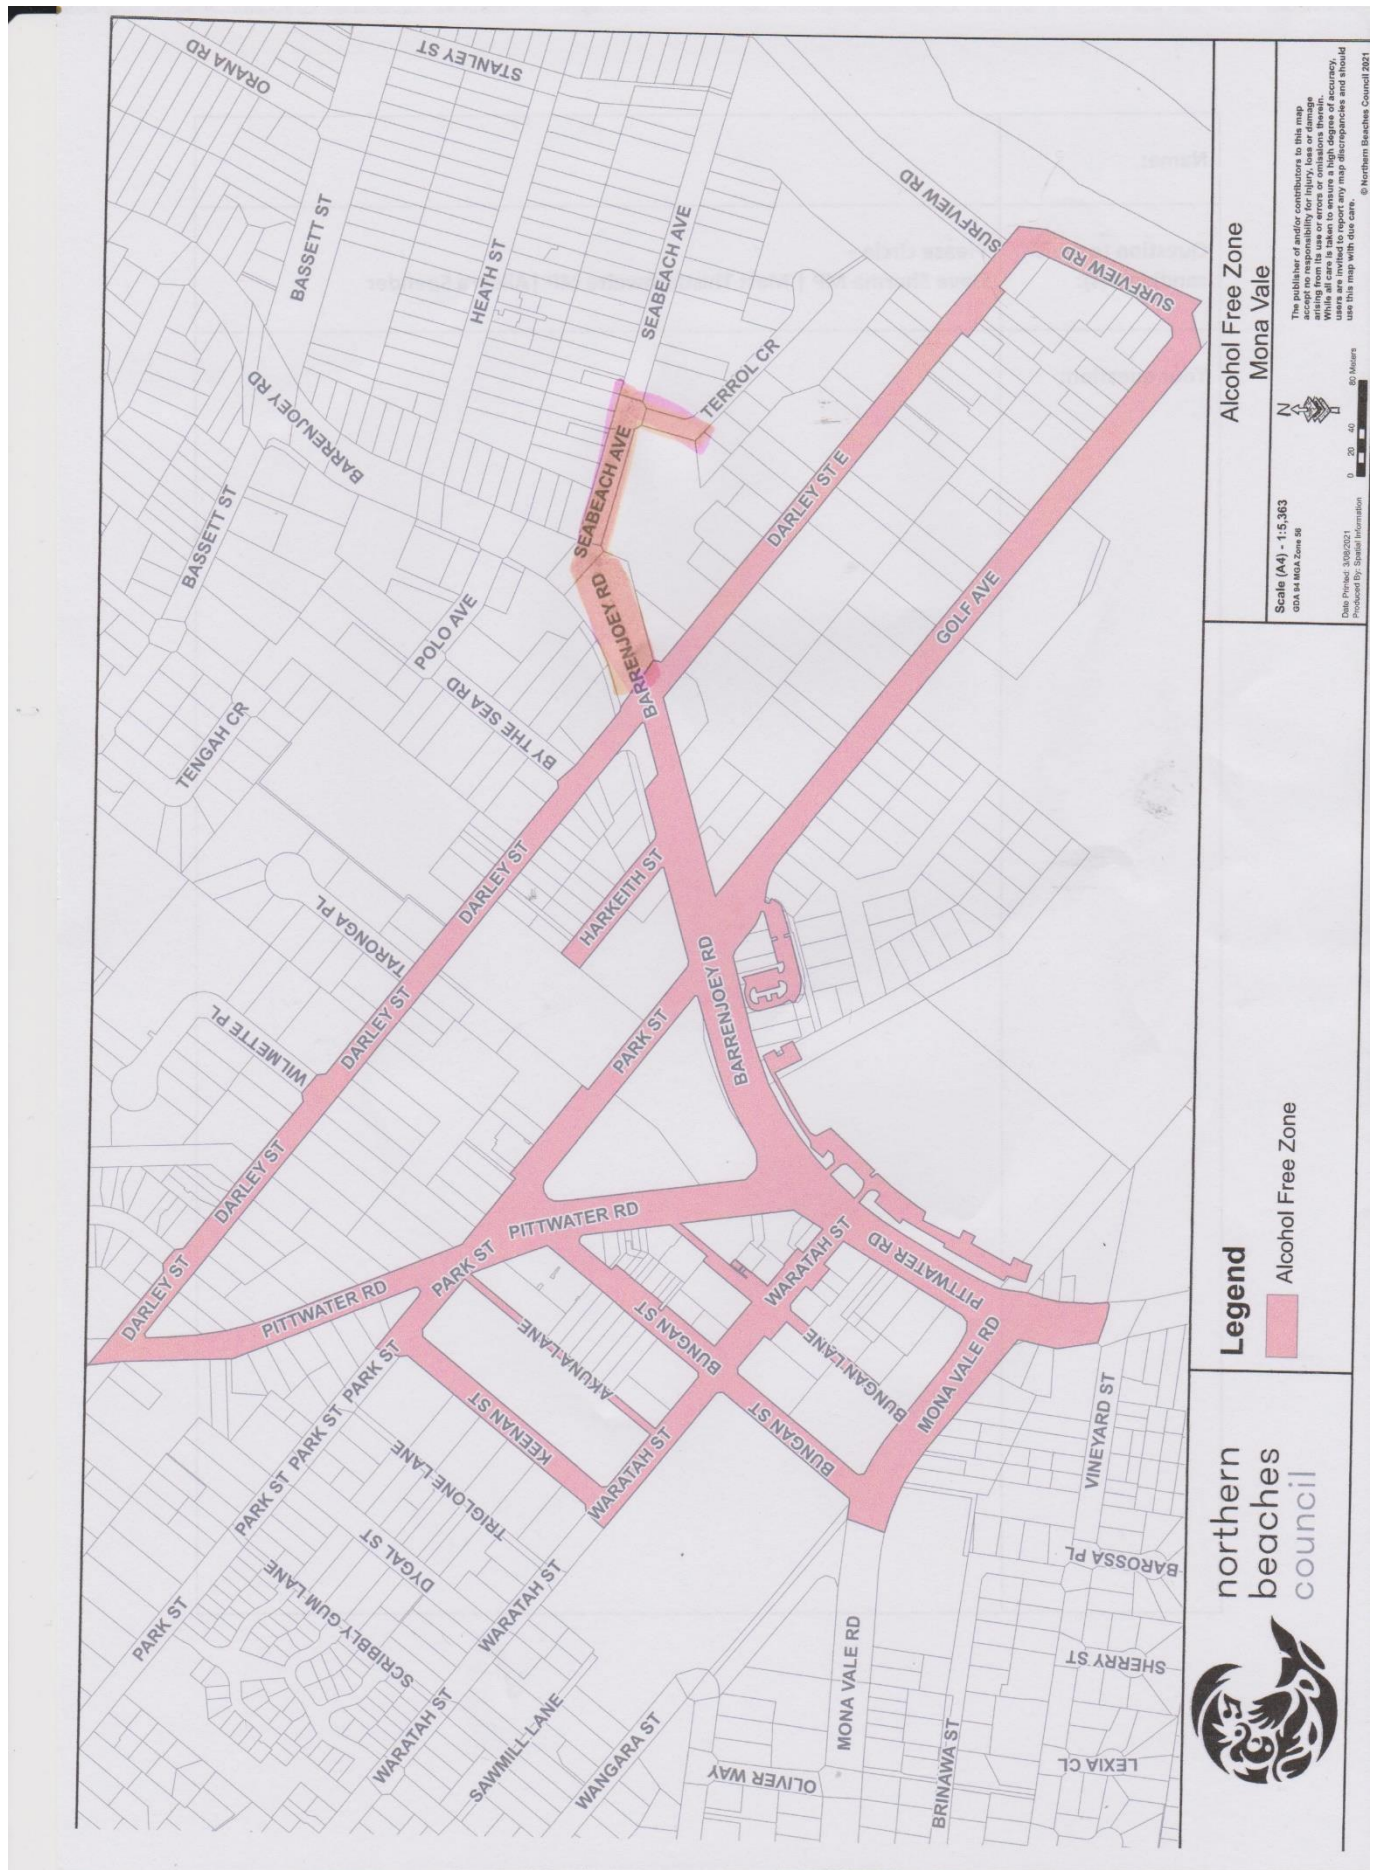 PARK ST
DARLEY ST
DARLEY ST
WILMETTE PL
TENGAH CR
BASSETT ST
ORANA RD
PARK ST
PARK ST
PARK ST
PITTWATER RD
DARLEY ST
TARONGA PL
BARRENJOEY RD
BASSETT ST
SCRIBBLY GUM LANE
DYGAL ST
TRIGLONE LANE
PARK ST
DARLEY ST
POLO AVE
BY THE SEA RD
STANLEY ST
WARATAH ST
WARATAH ST
KEENAN ST
AKUNA LANE
PITTWATER RD
HEATH ST
SAWMILL LANE
WARATAH ST
BUNGAN ST
PARK ST
HARKEITH ST
BARRENJOEY RD
BARRENJOEY RD
SEABEACH AVE
SEABEACH AVE
WANGARA ST
BUNGAN ST
WARATAH ST
BARRENJOEY RD
TERROL CR
OLIVER WAY
BUNGAN LANE
DARLEY ST E
MONA VALE RD
PITTWATER RD
GOLF AVE
SURFVIEW RD
BRINAWA ST
MONA VALE RD
SURFVIEW RD
LEXIA CL
SHERRY ST
BAROSSA PL
VINEYARD ST
SURFVIEW RD
northern
beaches
council
Legend
Alcohol Free Zone
Alcohol Free Zone
Mona Vale
Scale (A4) - 1:5,363
GDA 94 MGA Zone 56
Date Printed: 3/08/2021
Produced By: Spatial Information
N
0 20 40 80 Meters
The publisher of and/or contributors to this map
accept no responsibility for injury, loss or damage
arising from its use or errors or omissions therein.
While all care is taken to ensure a high degree of accuracy,
users are invited to report any map discrepancies and should
use this map with due care.
© Northern Beaches Council 2021